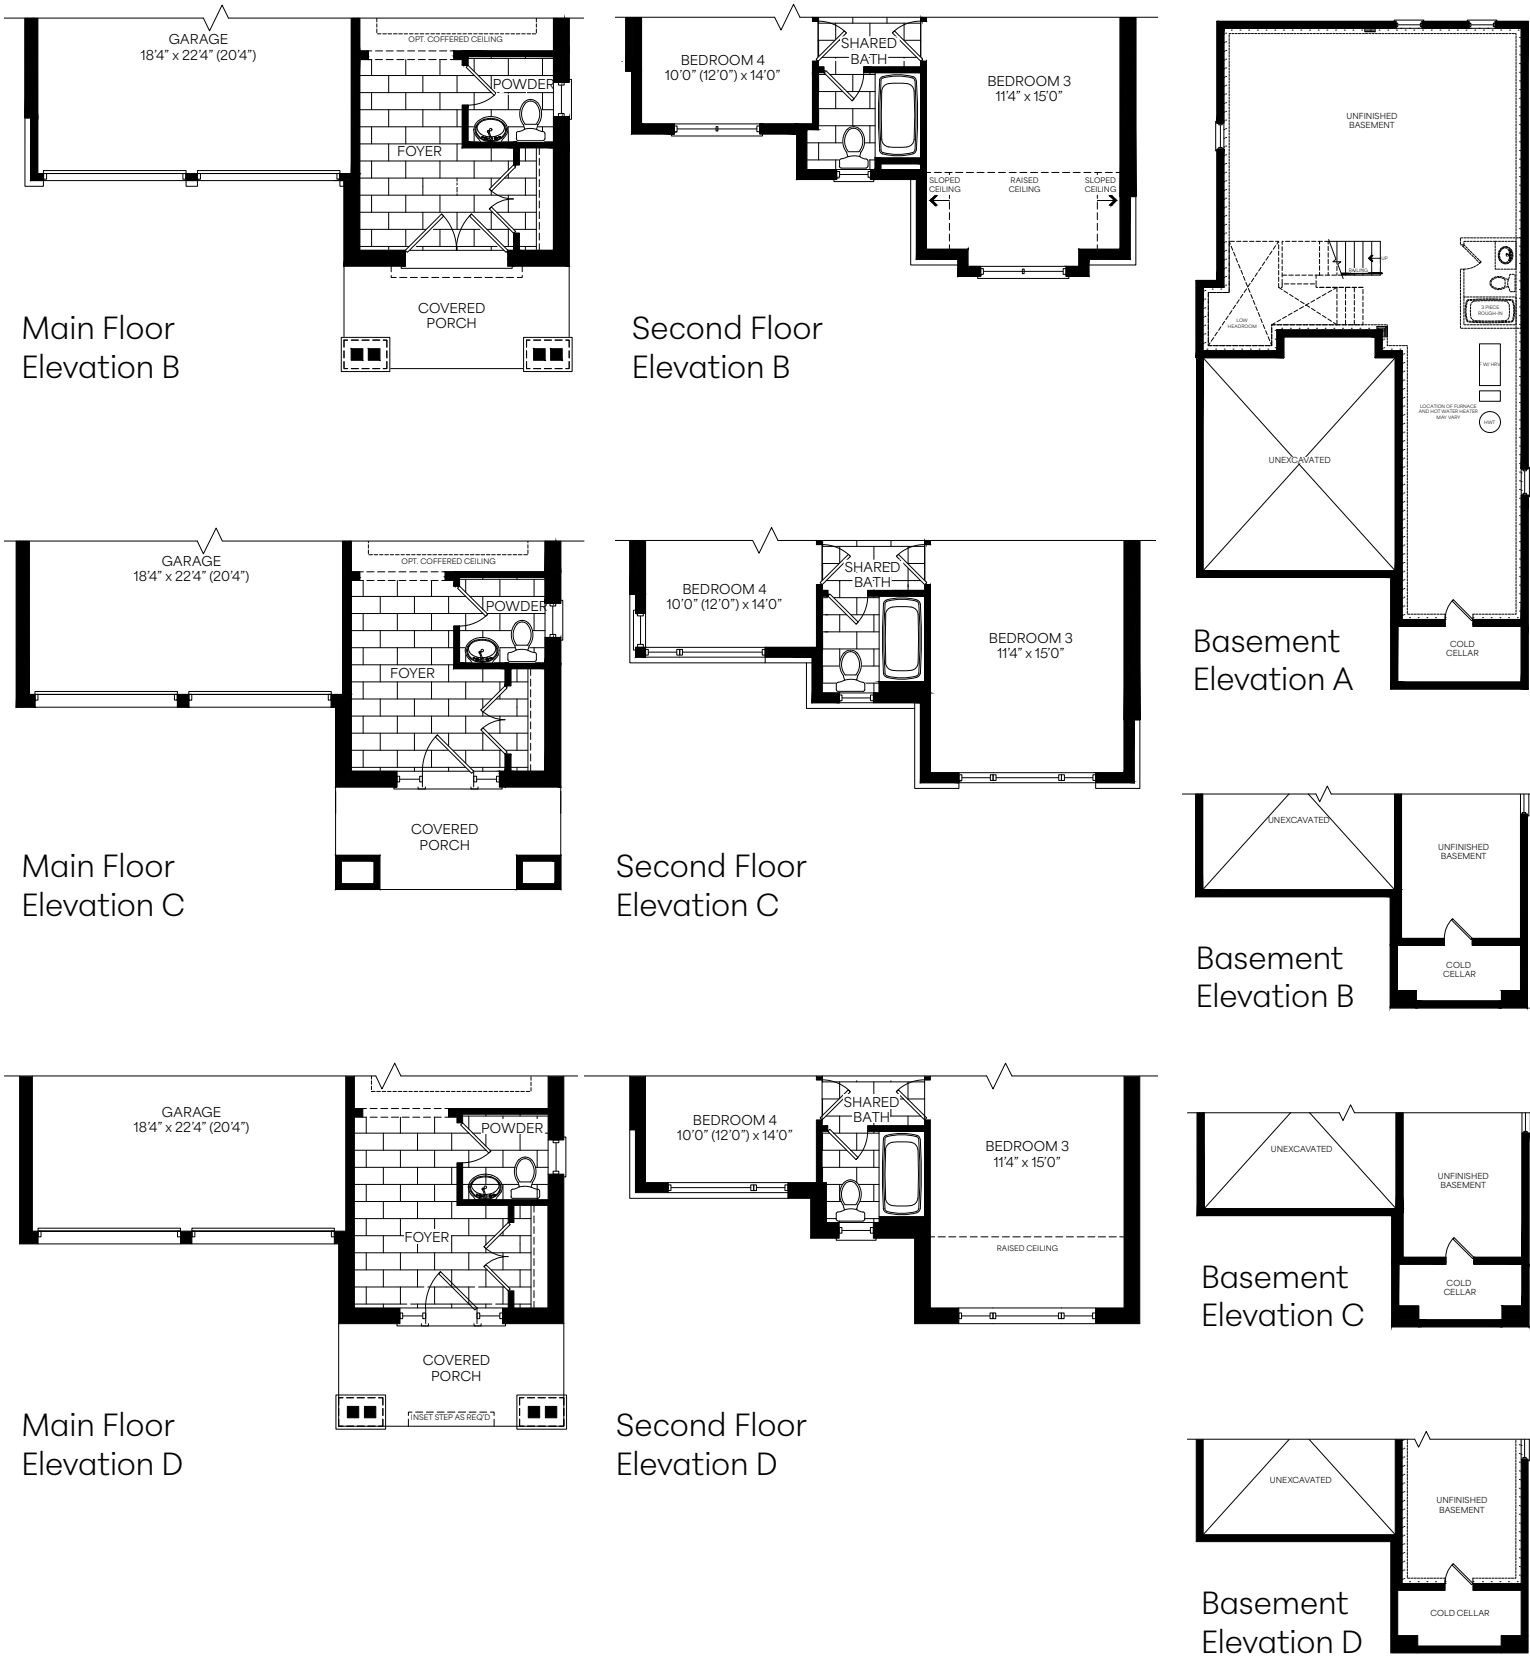 GARAGE
18'4" x 22'4" (20'4")
OPT. COFFERED CEILING
POWDER
FOYER
COVERED
PORCH
Main Floor
Elevation B
BEDROOM 4
10'0" (12'0") x 14'0"
SHARED
BATH
BEDROOM 3
11'4" x 15'0"
SLOPED
CEILING
RAISED
CEILING
SLOPED
CEILING
Second Floor
Elevation B
UNFINISHED
BASEMENT
RAILING
UP
LOW
HEADROOM
3 PIECE
ROUGH-IN
F W/ HRV
LOCATION OF FURNACE
AND HOT WATER HEATER
MAY VARY
HWT
UNEXCAVATED
COLD
CELLAR
Basement
Elevation A
GARAGE
18'4" x 22'4" (20'4")
OPT. COFFERED CEILING
POWDER
FOYER
COVERED
PORCH
Main Floor
Elevation C
BEDROOM 4
10'0" (12'0") x 14'0"
SHARED
BATH
BEDROOM 3
11'4" x 15'0"
Second Floor
Elevation C
UNEXCAVATED
UNFINISHED
BASEMENT
COLD
CELLAR
Basement
Elevation B
GARAGE
18'4" x 22'4" (20'4")
POWDER
FOYER
COVERED
PORCH
INSET STEP AS REQ'D
Main Floor
Elevation D
BEDROOM 4
10'0" (12'0") x 14'0"
SHARED
BATH
BEDROOM 3
11'4" x 15'0"
RAISED CEILING
Second Floor
Elevation D
UNEXCAVATED
UNFINISHED
BASEMENT
COLD
CELLAR
Basement
Elevation C
UNEXCAVATED
UNFINISHED
BASEMENT
COLD CELLAR
Basement
Elevation D